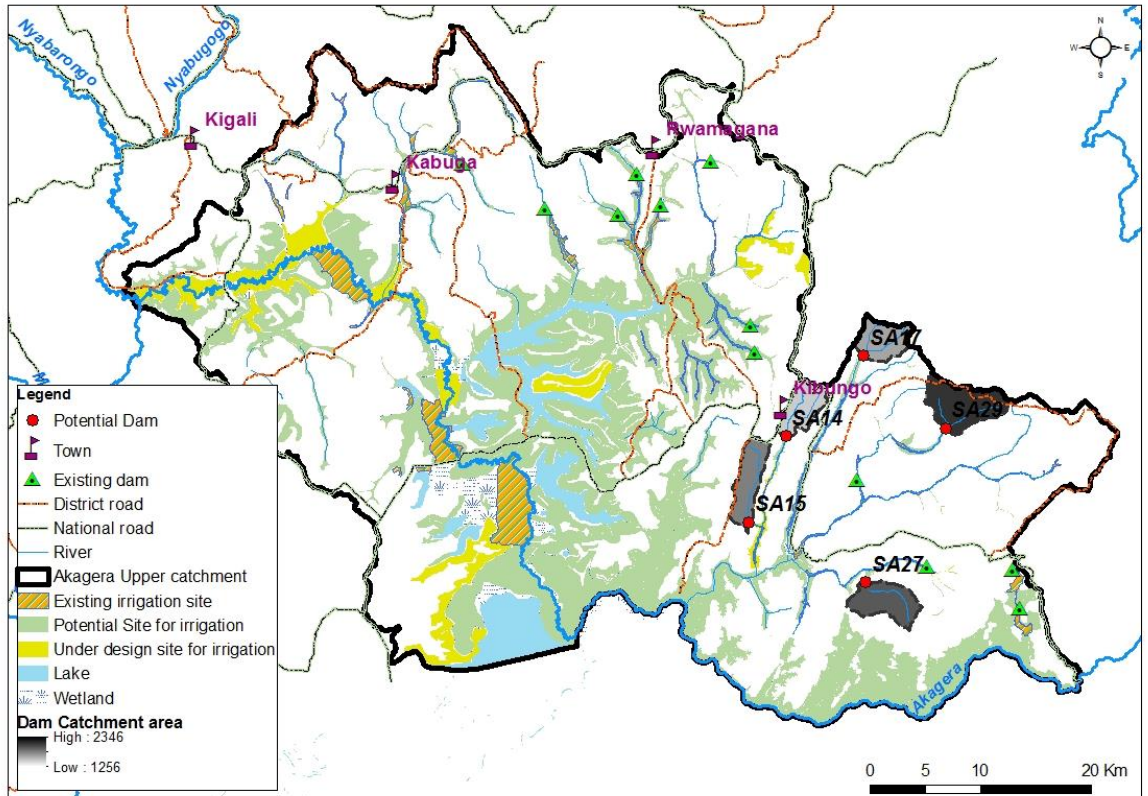 Nyabarongo
Nyabugogo
N
W
E
S
Kigali
Rwamagana
Kabuga
SA17
Kibungo
SA14
SA29
SA15
SA27
Akagera
Legend
Potential Dam
Town
Existing dam
District road
National road
River
Akagera Upper catchment
Existing irrigation site
Potential Site for irrigation
Under design site for irrigation
Lake
Wetland
Dam Catchment area
High : 2346
Low : 1256
0 5 10 20 Km